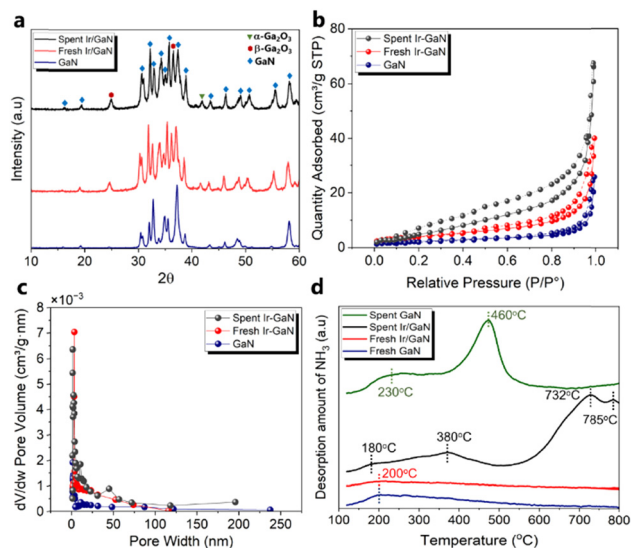 a
Spent Ir/GaN
Fresh Ir/GaN
GaN
α-Ga₂O₃
β-Ga₂O₃
GaN
Intensity (a.u)
10 20 30 40 50 60
2θ
b
Spent Ir-GaN
Fresh Ir-GaN
GaN
Quantity Adsorbed (cm³/g STP)
80
60
40
20
0
0.0 0.2 0.4 0.6 0.8 1.0
Relative Pressure (P/P°)
c
×10⁻³
Spent Ir-GaN
Fresh Ir-GaN
GaN
dV/dw Pore Volume (cm³/g·nm)
8
7
6
5
4
3
2
1
0
0 50 100 150 200 250
Pore Width (nm)
d
Spent GaN
Spent Ir/GaN
Fresh Ir/GaN
Fresh GaN
Desorption amount of NH₃ (a.u)
460°C
230°C
732°C
785°C
180°C
380°C
200°C
100 200 300 400 500 600 700 800
Temperature (°C)